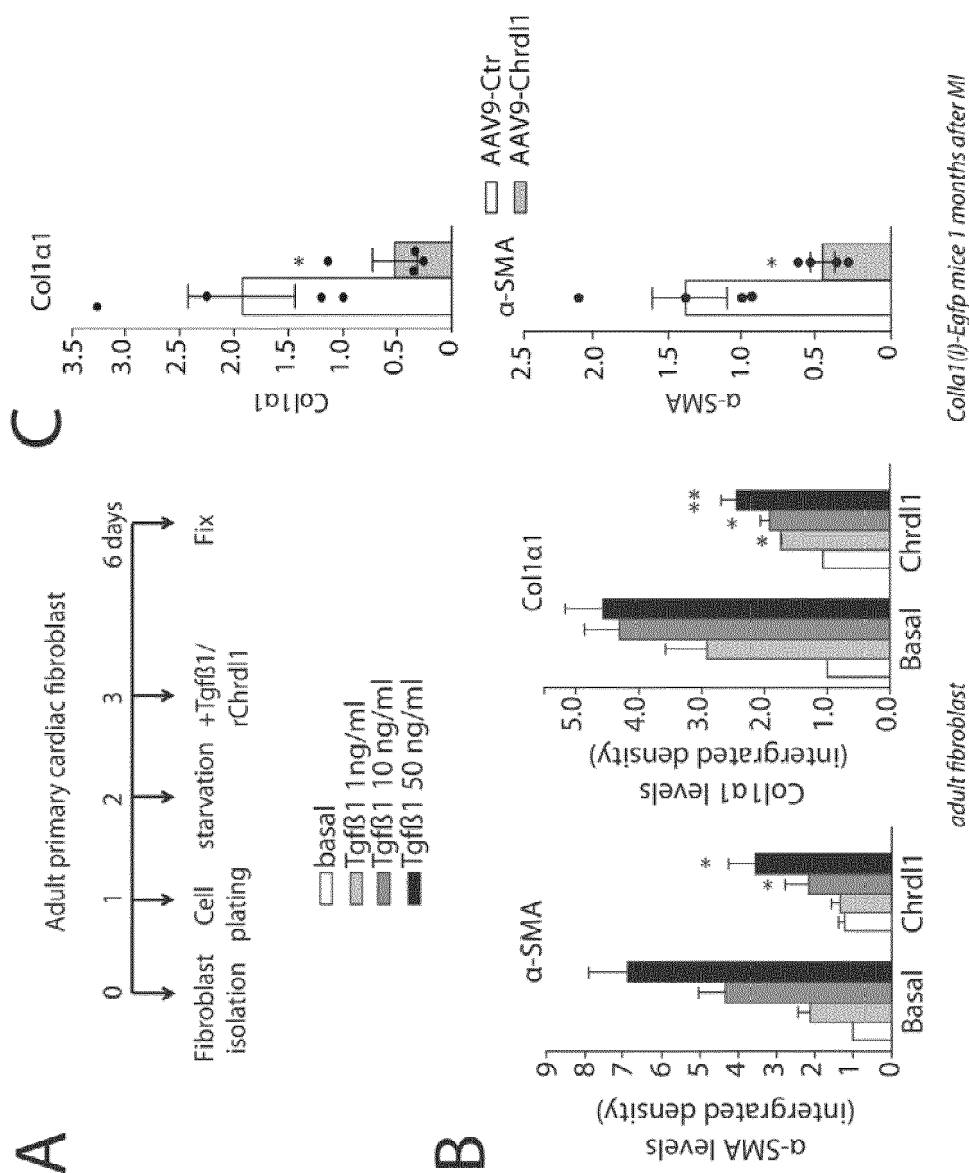 A
Adult primary cardiac fibroblast
0 1 2 3 6 days
Fibroblast Cell starvation +Tgfß1/ Fix
isolation plating rChrdl1
basal
Tgfß1 1ng/ml
Tgfß1 10 ng/ml
Tgfß1 50 ng/ml
B
α-SMA
α-SMA levels
(intergrated density)
9
8
7
6
5
4
3
2
1
0
* *
Basal Chrdl1
Col1α1
Col1α1 levels
(intergrated density)
5.0
4.0
3.0
2.0
1.0
0.0
* * **
Basal Chrdl1
adult fibroblast
C
Col1α1
Col1α1
3.5
3.0
2.5
2.0
1.5
1.0
0.5
0
*
α-SMA
α-SMA
2.5
2.0
1.5
1.0
0.5
0
*
AAV9-Ctr
AAV9-Chrdl1
Colla1(I)-Egfp mice 1 months after MI